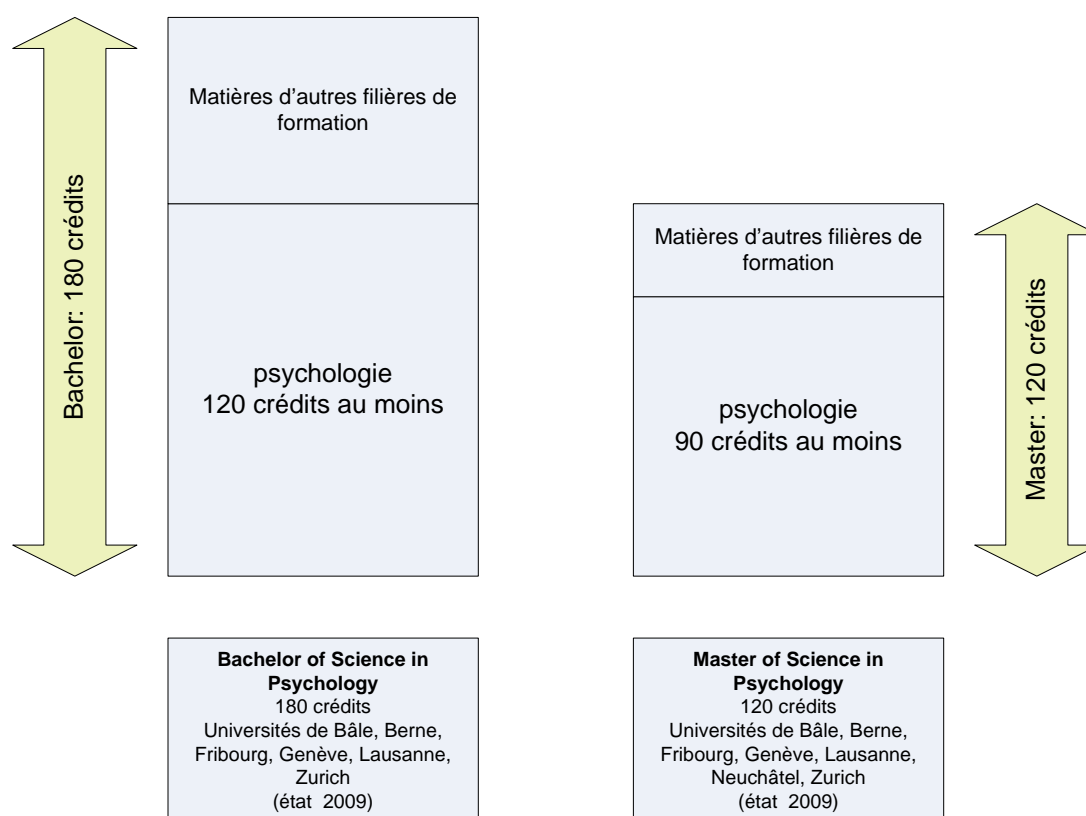 Bachelor: 180 crédits
Matières d'autres filières de
formation
psychologie
120 crédits au moins
Matières d'autres filières de
formation
psychologie
90 crédits au moins
Master: 120 crédits
Bachelor of Science in
Psychology
180 crédits
Universités de Bâle, Berne,
Fribourg, Genève, Lausanne,
Zurich
(état 2009)
Master of Science in
Psychology
120 crédits
Universités de Bâle, Berne,
Fribourg, Genève, Lausanne,
Neuchâtel, Zurich
(état 2009)